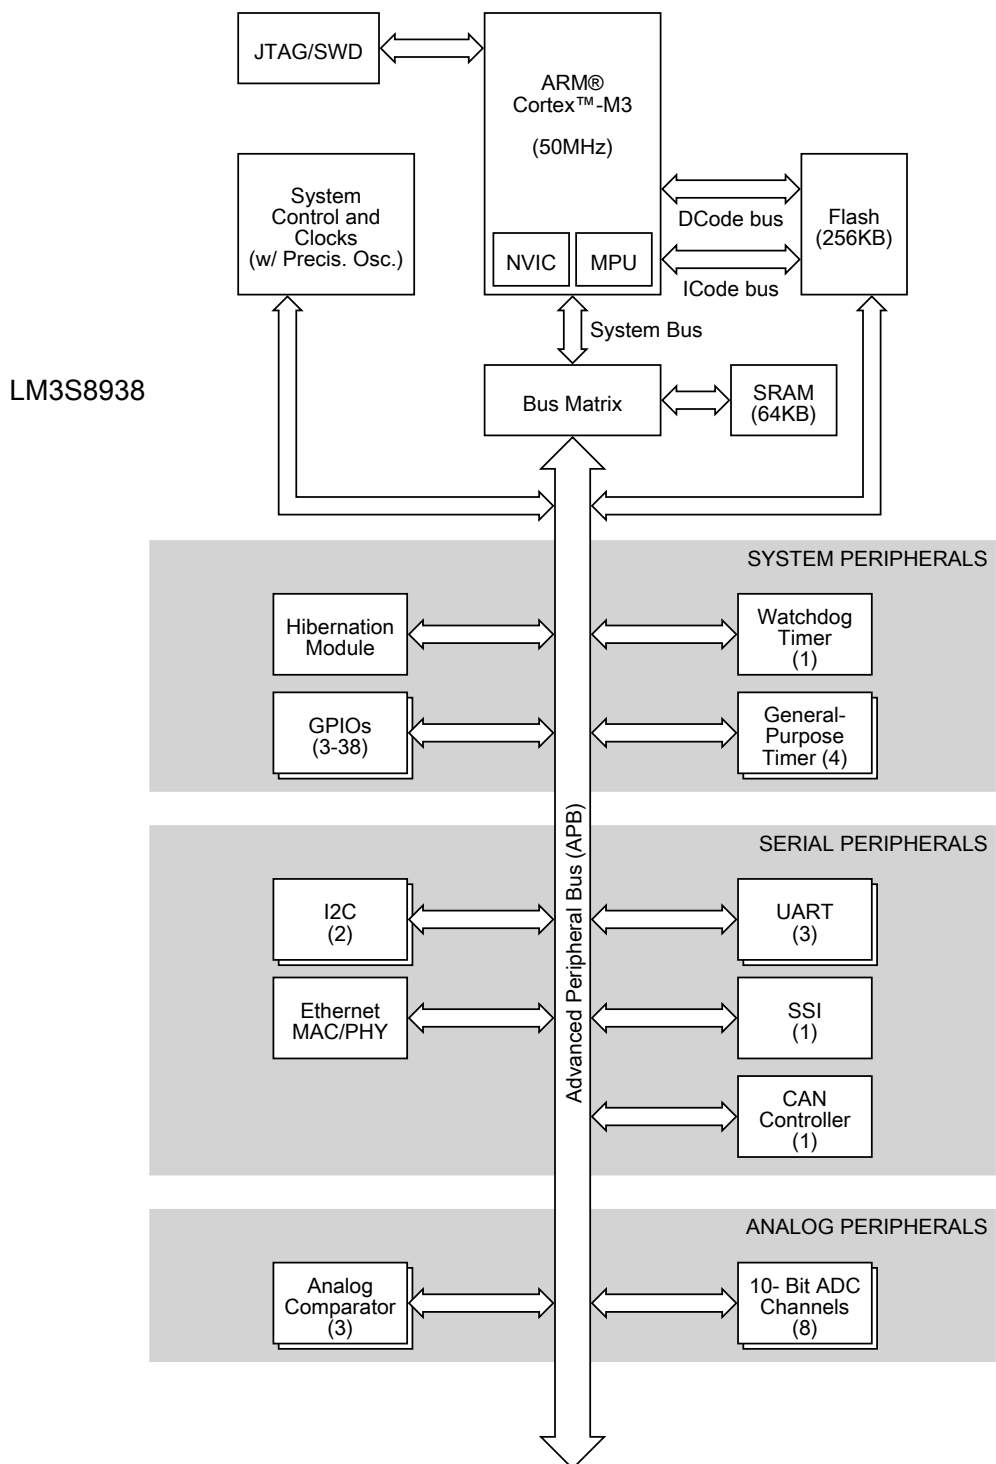 JTAG/SWD
ARM®
Cortex™-M3
(50MHz)
NVIC
MPU
System
Control and
Clocks
(w/ Precis. Osc.)
DCode bus
ICode bus
Flash
(256KB)
System Bus
LM3S8938
Bus Matrix
SRAM
(64KB)
SYSTEM PERIPHERALS
Hibernation
Module
Watchdog
Timer
(1)
GPIOs
(3-38)
General-
Purpose
Timer (4)
Advanced Peripheral Bus (APB)
SERIAL PERIPHERALS
I2C
(2)
UART
(3)
Ethernet
MAC/PHY
SSI
(1)
CAN
Controller
(1)
ANALOG PERIPHERALS
Analog
Comparator
(3)
10- Bit ADC
Channels
(8)